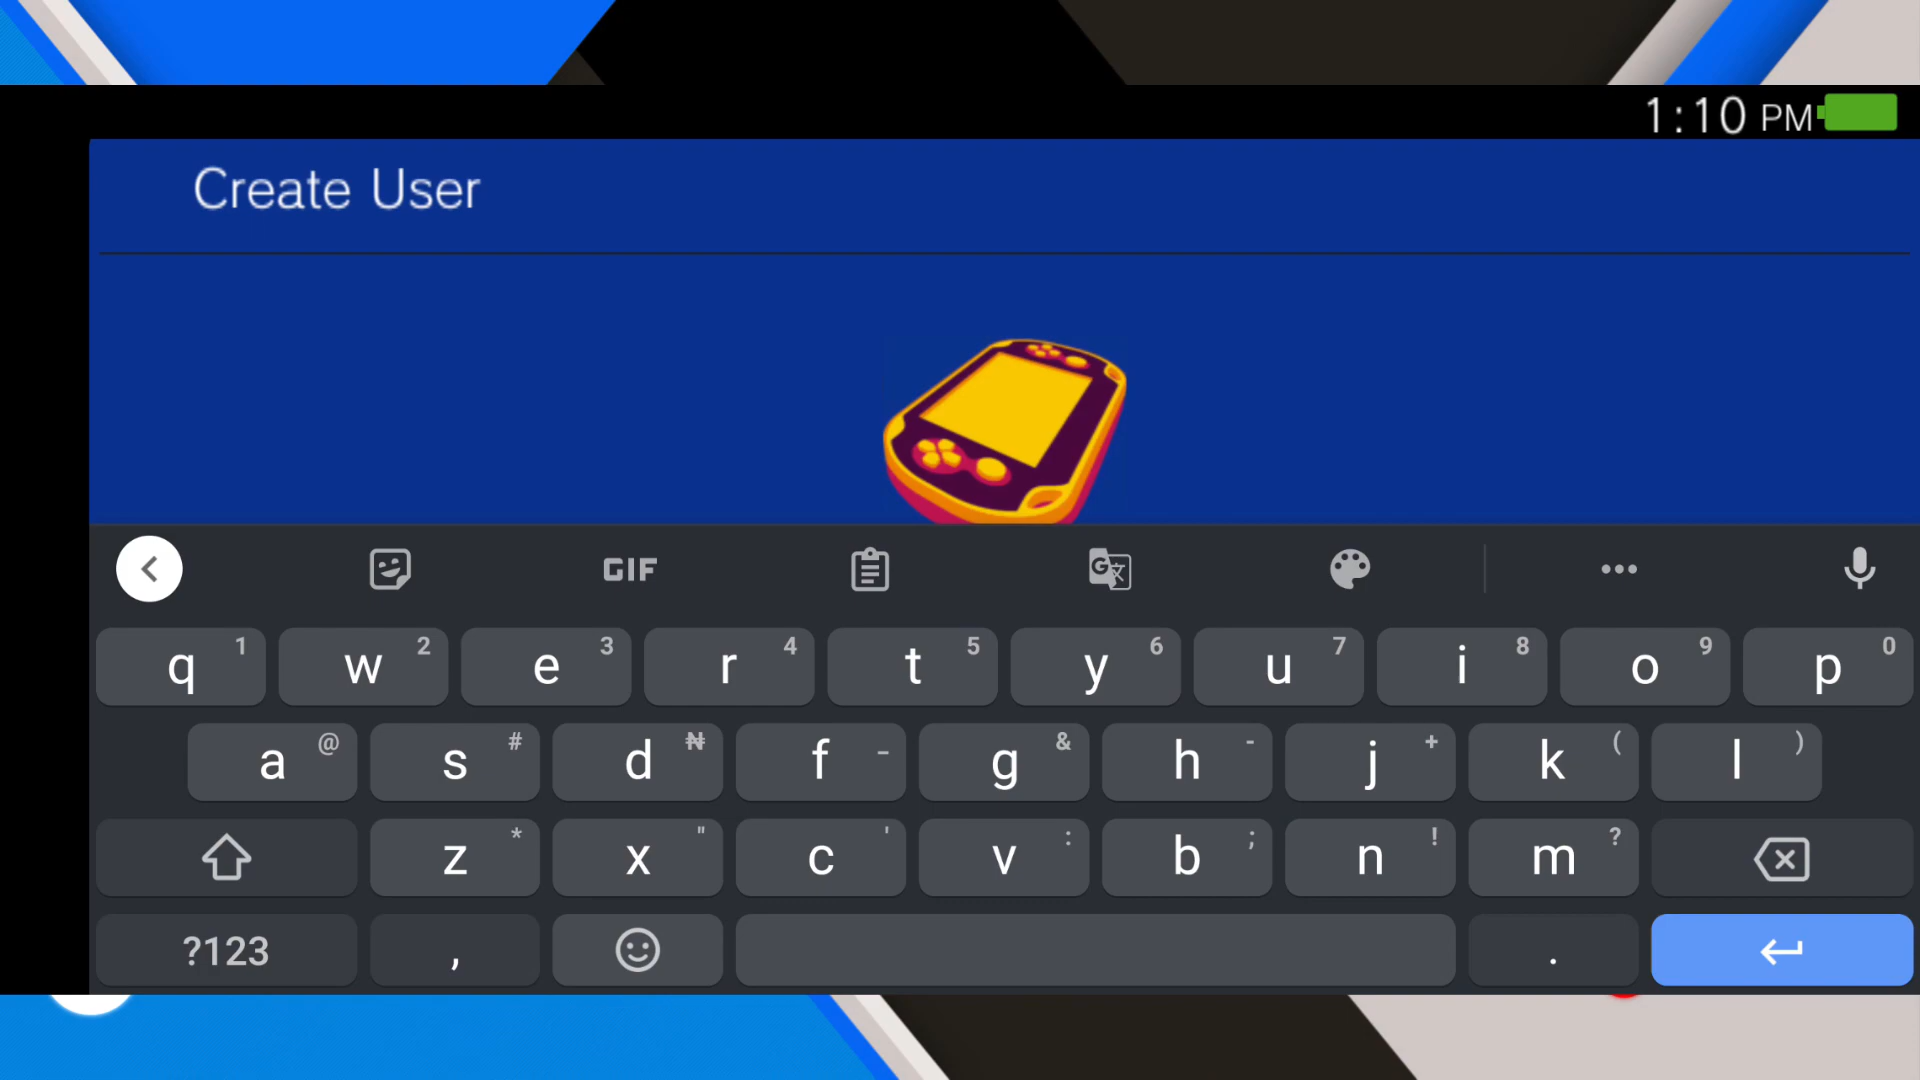 1:10 PM
Create User
GIF
G
q 1 w 2 e 3 r 4 t 5 y 6 u 7 i 8 o 9 p 0
a @ s # d ₦ f _ g & h - j + k ( l )
z * x " c ' v : b ; n ! m ?
?123 , .